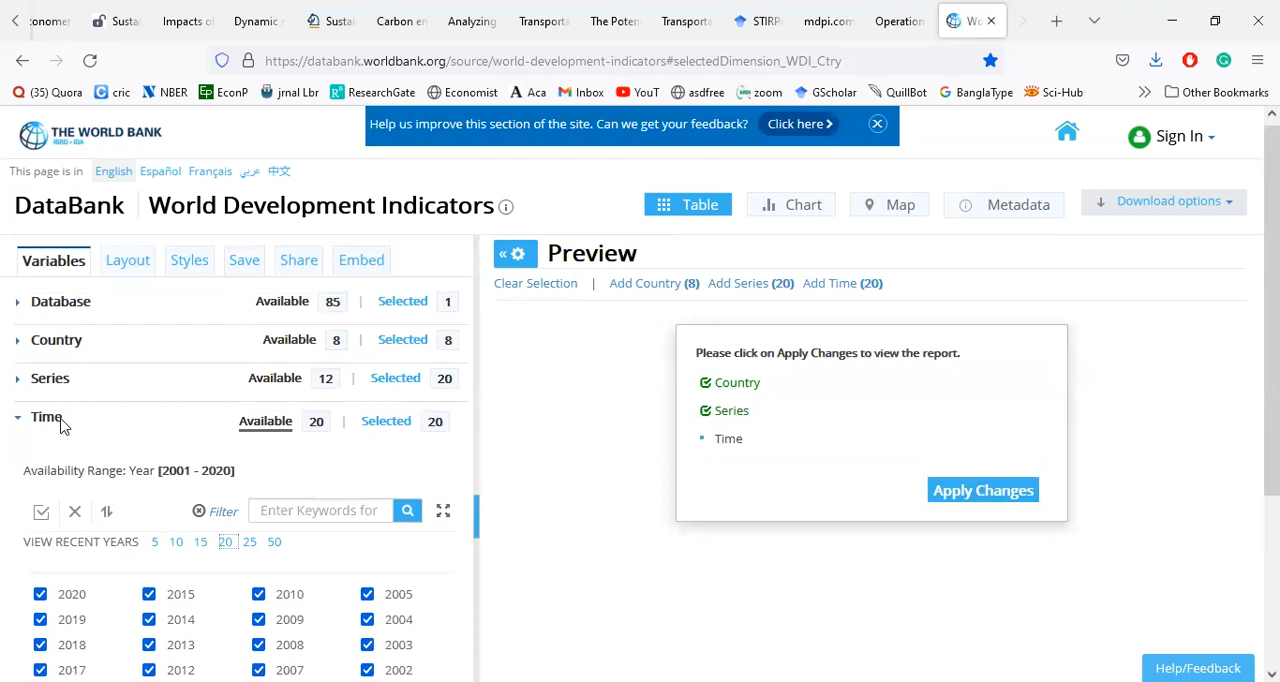 onomer
Susta
Impacts of
Dynamic
Sustai
Carbon e
Analyzing
Transporta
The Poten
Transporta
STIRP
mdpi.com
Operation
Wo
https://databank.worldbank.org/source/world-development-indicators#selectedDimension_WDI_Ctry
(35) Quora
cric
NBER
EconP
jrnal Lbr
ResearchGate
Economist
Aca
Inbox
YouT
asdfree
zoom
GScholar
QuillBot
BanglaType
Sci-Hub
Other Bookmarks
THE WORLD BANK
IBRD • IDA
Help us improve this section of the site. Can we get your feedback?
Click here
Sign In
This page is in English Español Français عربي 中文
DataBank
World Development Indicators
Table
Chart
Map
Metadata
Download options
Variables
Layout
Styles
Save
Share
Embed
Preview
Clear Selection | Add Country (8) Add Series (20) Add Time (20)
Database Available 85 | Selected 1
Country Available 8 | Selected 8
Series Available 12 | Selected 20
Time Available 20 | Selected 20
Please click on Apply Changes to view the report.
Country
Series
Time
Apply Changes
Availability Range: Year [2001 - 2020]
Filter
Enter Keywords for
VIEW RECENT YEARS 5 10 15 20 25 50
2020 2015 2010 2005
2019 2014 2009 2004
2018 2013 2008 2003
2017 2012 2007 2002
Help/Feedback